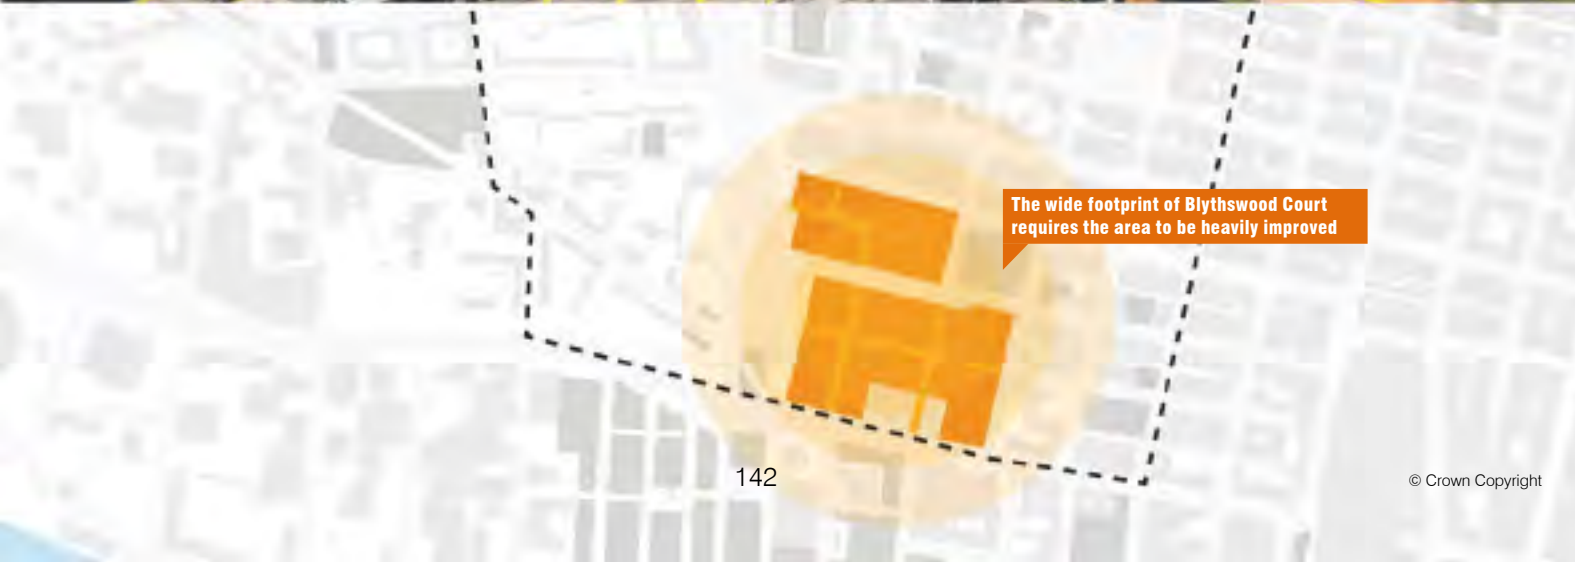 The wide footprint of Blythswood Court
requires the area to be heavily improved
142
© Crown Copyright